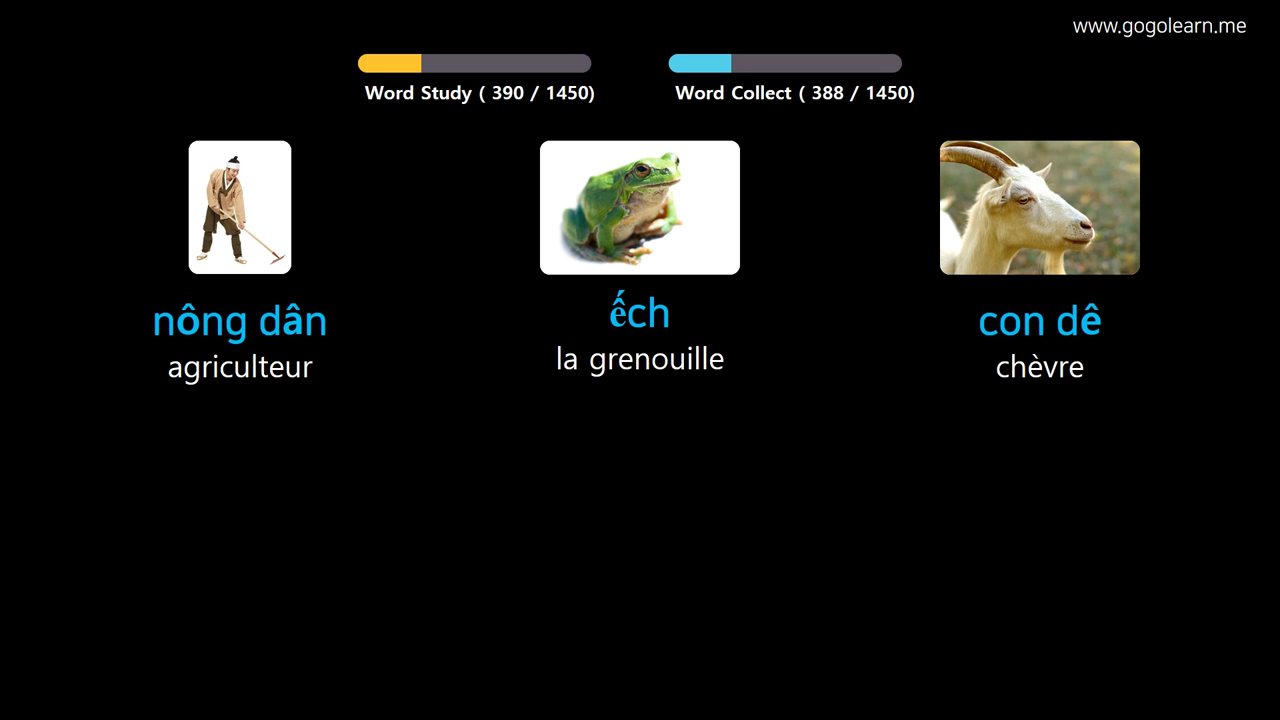 www.gogolearn.me
Word Study ( 390 / 1450)
Word Collect ( 388 / 1450)
nông dân
agriculteur
ếch
la grenouille
con dê
chèvre